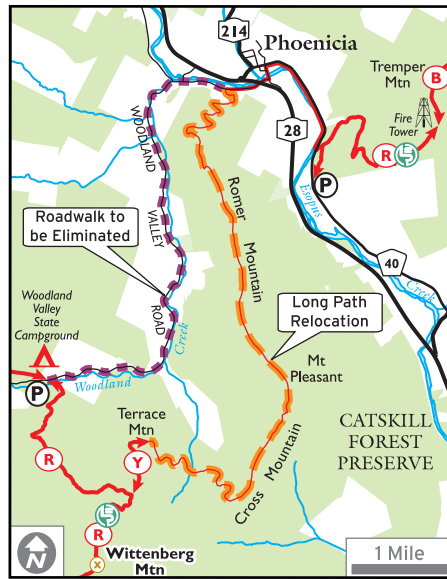 214
Phoenicia
Tremper
Mtn
B
Fire
Tower
R
28
P
Esopus
Creek
40
WOODLAND
VALLEY
ROAD
Romer
Mountain
Roadwalk to
be Eliminated
Long Path
Relocation
Woodland
Valley
State
Campground
P
Woodland
Creek
Mt
Pleasant
Terrace
Mtn
Cross Mountain
CATSKILL
FOREST
PRESERVE
R
Y
R
X
Wittenberg
Mtn
N
1 Mile